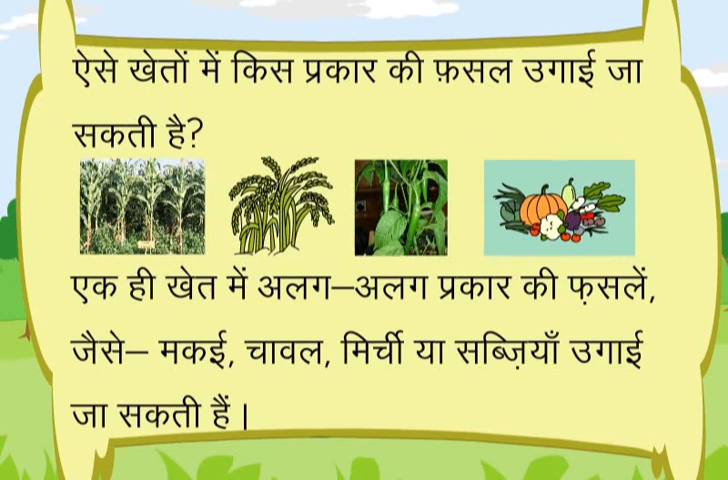 ऐसे खेतों में किस प्रकार की फ़सल उगाई जा
सकती है?
एक ही खेत में अलग–अलग प्रकार की फ़सलें,
जैसे– मकई, चावल, मिर्ची या सब्ज़ियाँ उगाई
जा सकती हैं |